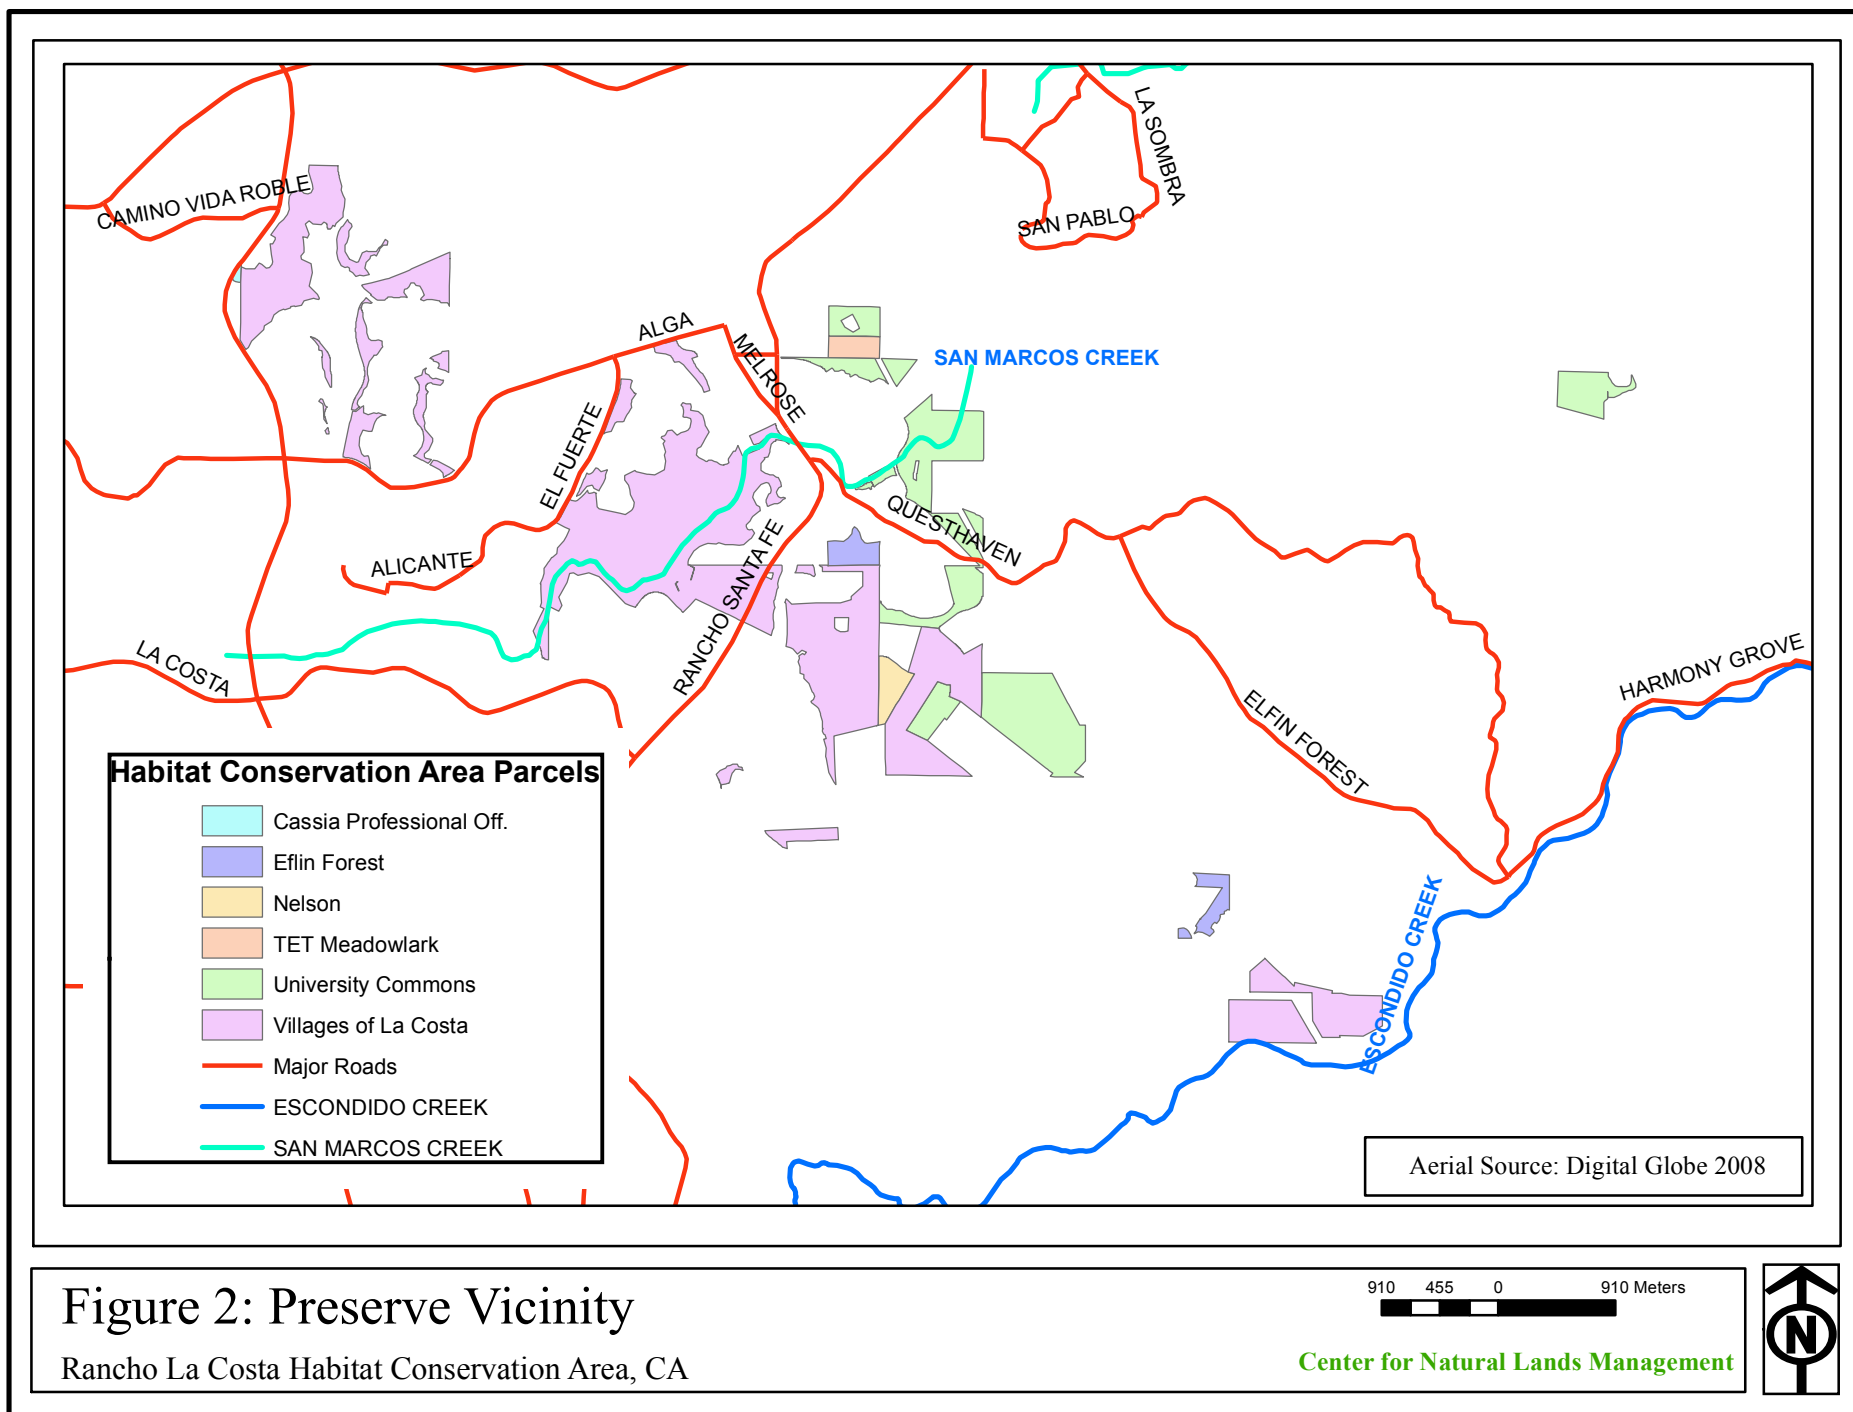 LA SOMBRA
CAMINO VIDA ROBLE
SAN PABLO
ALGA
MELROSE
SAN MARCOS CREEK
EL FUERTE
QUESTHAVEN
ALICANTE
RANCHO SANTA FE
LA COSTA
HARMONY GROVE
ELFIN FOREST
ESCONDIDO CREEK
Habitat Conservation Area Parcels
Cassia Professional Off.
Eflin Forest
Nelson
TET Meadowlark
University Commons
Villages of La Costa
Major Roads
ESCONDIDO CREEK
SAN MARCOS CREEK
Aerial Source: Digital Globe 2008
Figure 2: Preserve Vicinity
Rancho La Costa Habitat Conservation Area, CA
910 455 0 910 Meters
Center for Natural Lands Management
N